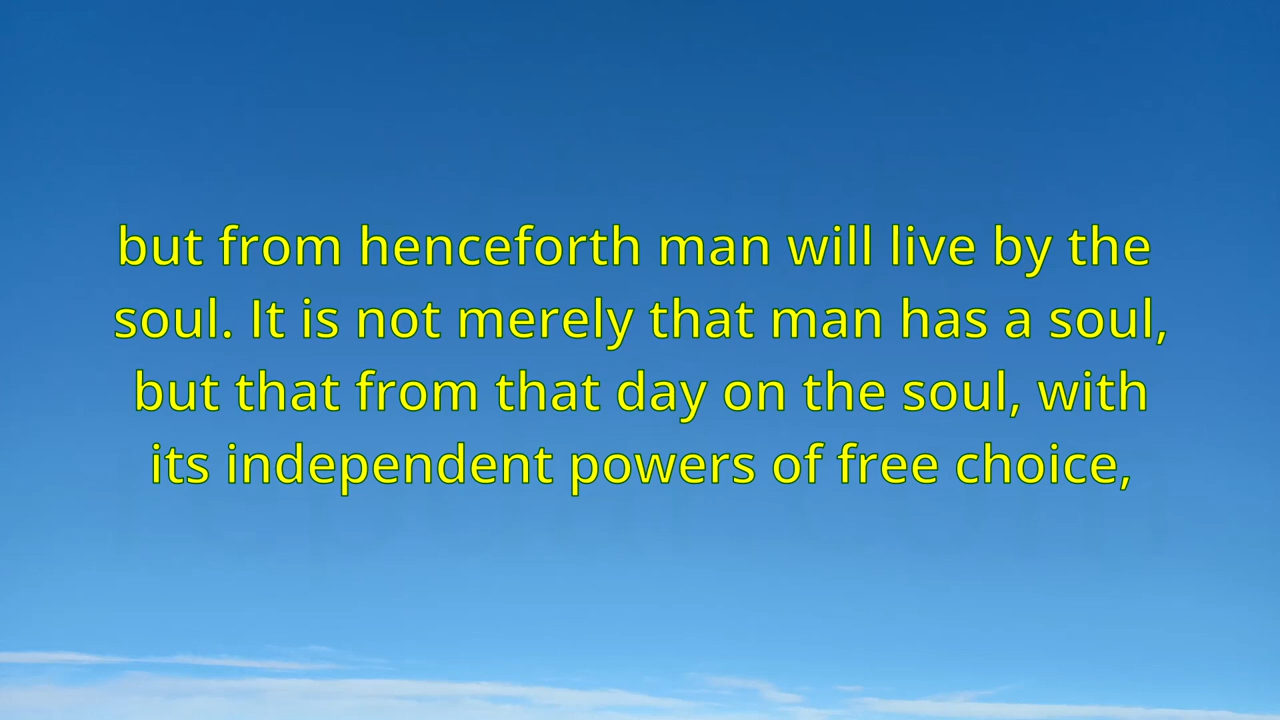 but from henceforth man will live by the
soul. It is not merely that man has a soul,
but that from that day on the soul, with
its independent powers of free choice,